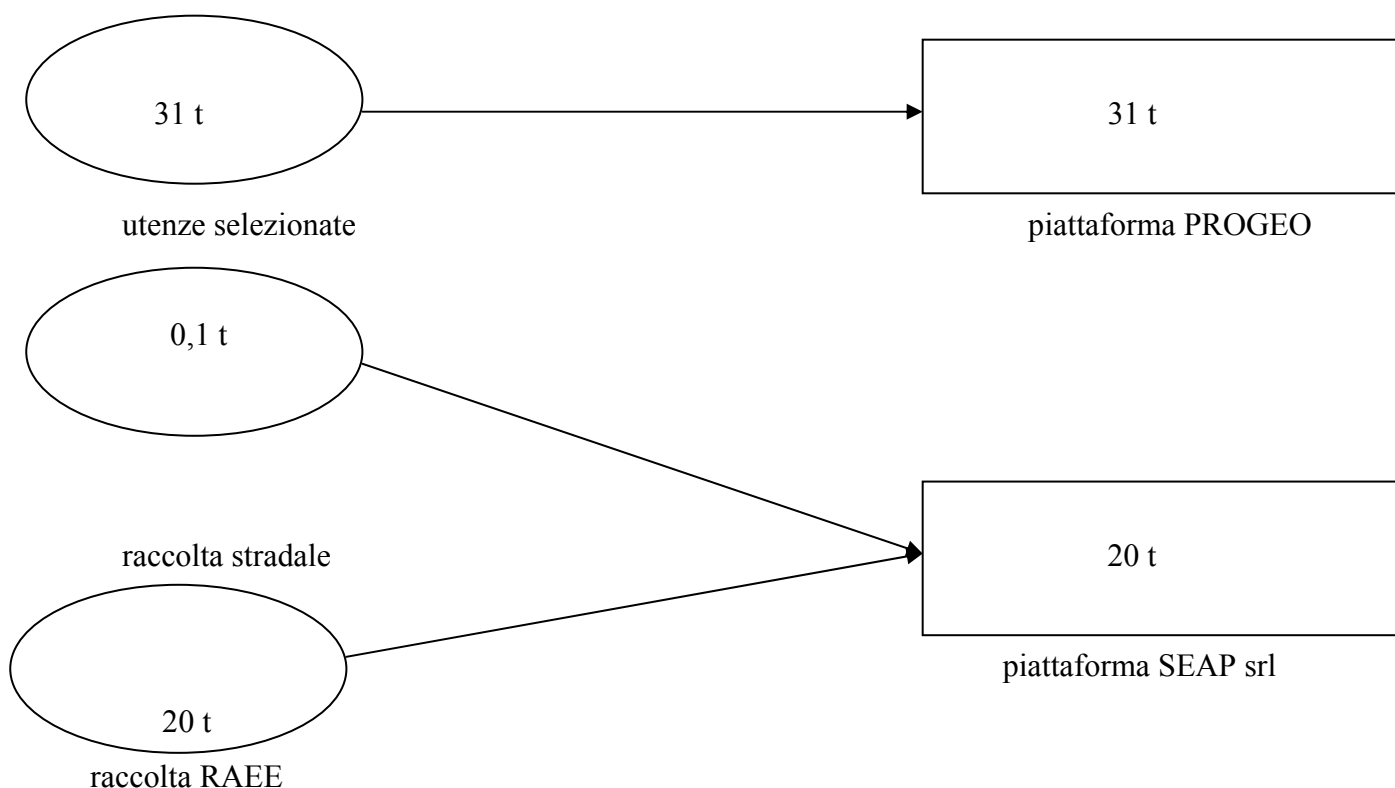 31 t
31 t
utenze selezionate
piattaforma PROGEO
0,1 t
raccolta stradale
20 t
piattaforma SEAP srl
20 t
raccolta RAEE